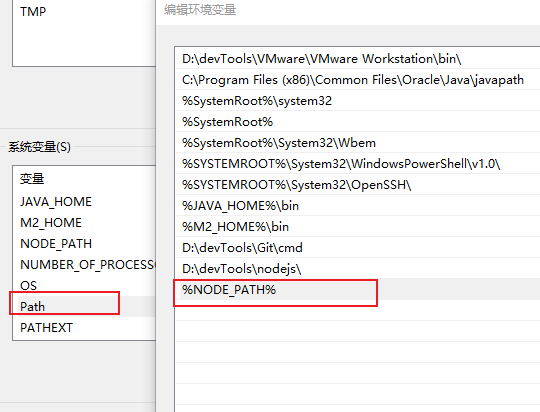 TMP
系统变量(S)
变量
JAVA_HOME
M2_HOME
NODE_PATH
NUMBER_OF_PROCESSO
OS
Path
PATHEXT
编辑环境变量
D:\devTools\VMware\VMware Workstation\bin\
C:\Program Files (x86)\Common Files\Oracle\Java\javapath
%SystemRoot%\system32
%SystemRoot%
%SystemRoot%\System32\Wbem
%SYSTEMROOT%\System32\WindowsPowerShell\v1.0\
%SYSTEMROOT%\System32\OpenSSH\
%JAVA_HOME%\bin
%M2_HOME%\bin
D:\devTools\Git\cmd
D:\devTools\nodejs\
%NODE_PATH%